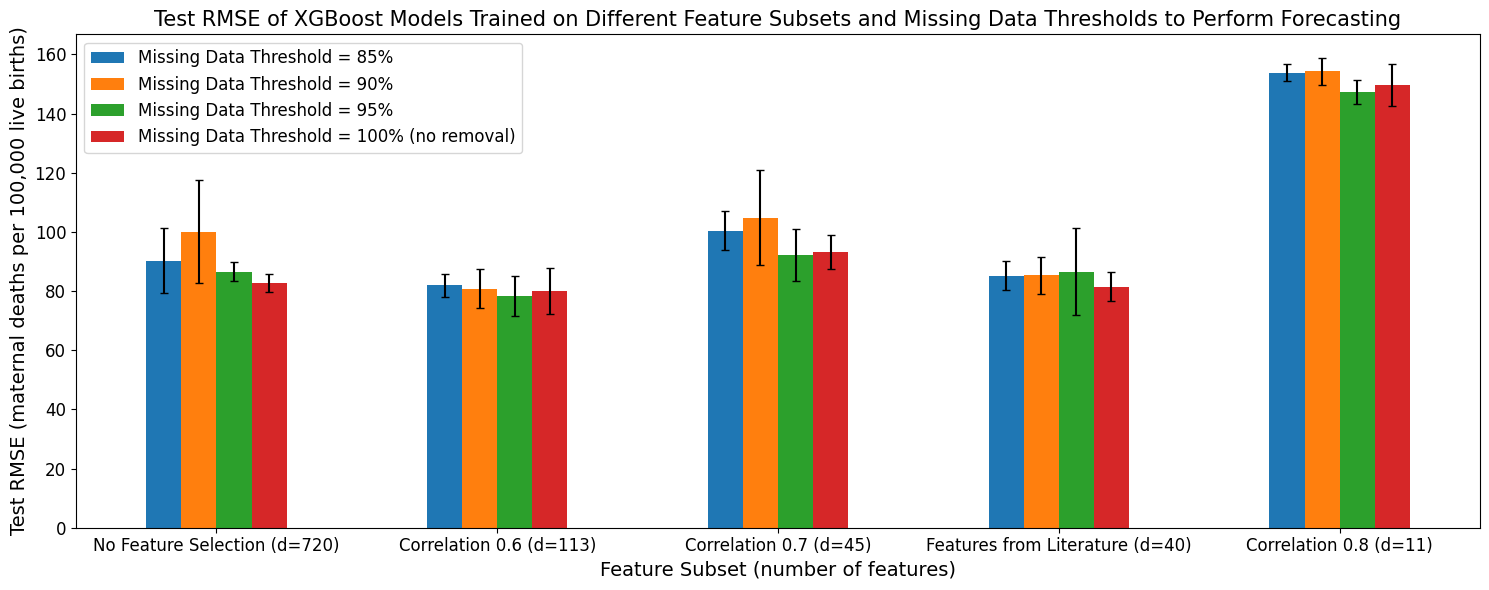 Test RMSE of XGBoost Models Trained on Different Feature Subsets and Missing Data Thresholds to Perform Forecasting
Missing Data Threshold = 85%
Missing Data Threshold = 90%
Missing Data Threshold = 95%
Missing Data Threshold = 100% (no removal)
Test RMSE (maternal deaths per 100,000 live births)
160
140
120
100
80
60
40
20
0
No Feature Selection (d=720)
Correlation 0.6 (d=113)
Correlation 0.7 (d=45)
Features from Literature (d=40)
Correlation 0.8 (d=11)
Feature Subset (number of features)